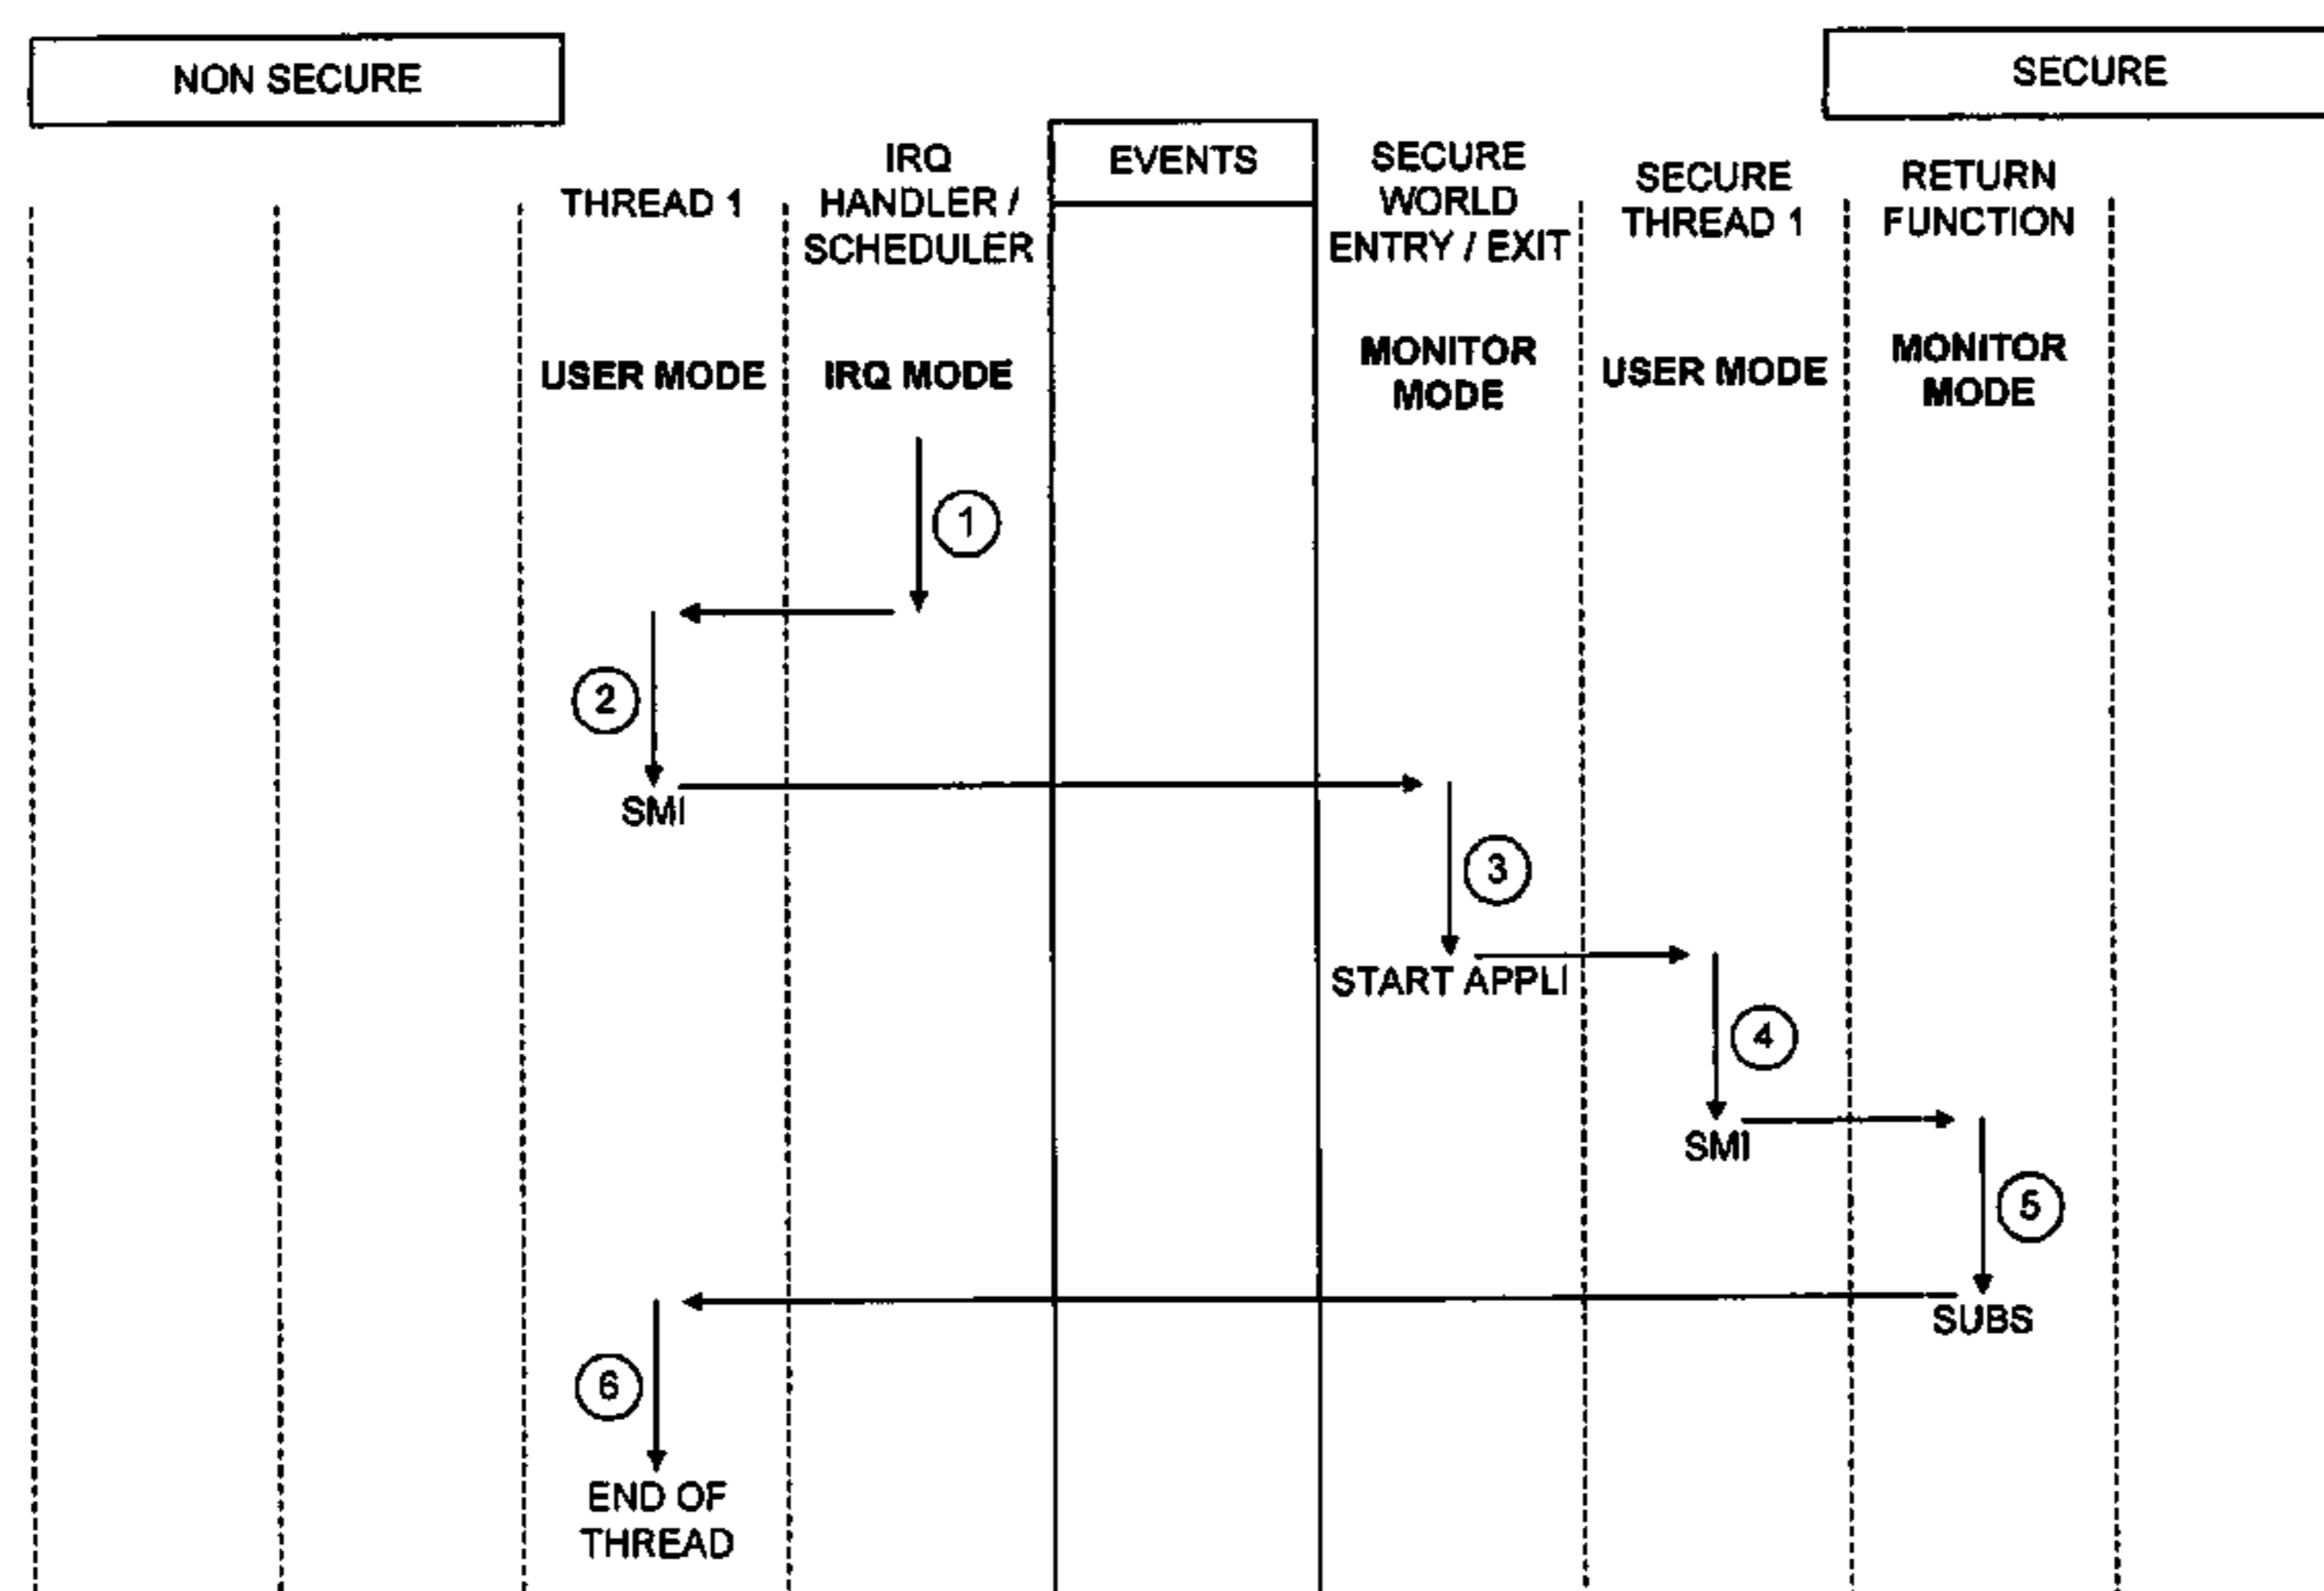 NON SECURE
SECURE
THREAD 1
IRQ
HANDLER /
SCHEDULER
EVENTS
SECURE
WORLD
ENTRY / EXIT
SECURE
THREAD 1
RETURN
FUNCTION
USER MODE
IRQ MODE
MONITOR
MODE
USER MODE
MONITOR
MODE
1
2
SMI
3
START APPLI
4
SMI
5
SUBS
6
END OF
THREAD